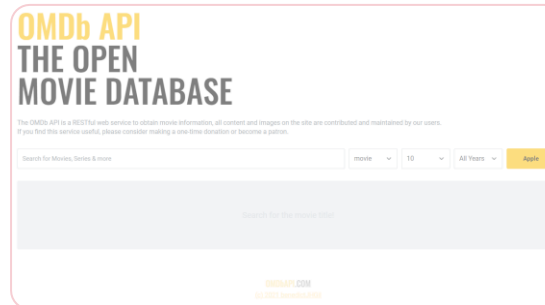 OMDb API
THE OPEN
MOVIE DATABASE
The OMDb API is a RESTful web service to obtain movie information, all content and images on the site are contributed and maintained by our users.
If you find this service useful, please consider making a one-time donation or become a patron.
Search for Movies, Series & more
movie
10
All Years
Apple
Search for the movie title
OMDBAPI.COM